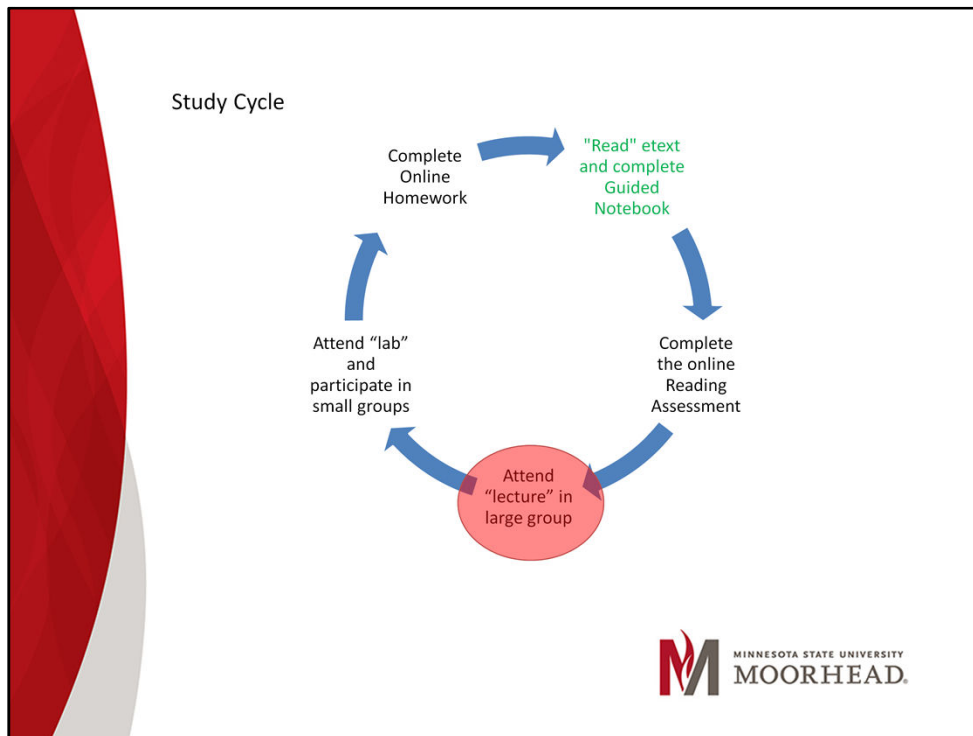 Study Cycle
Complete
Online
Homework
"Read" etext
and complete
Guided
Notebook
Complete
the online
Reading
Assessment
Attend
“lecture” in
large group
Attend “lab”
and
participate in
small groups
MINNESOTA STATE UNIVERSITY
MOORHEAD®